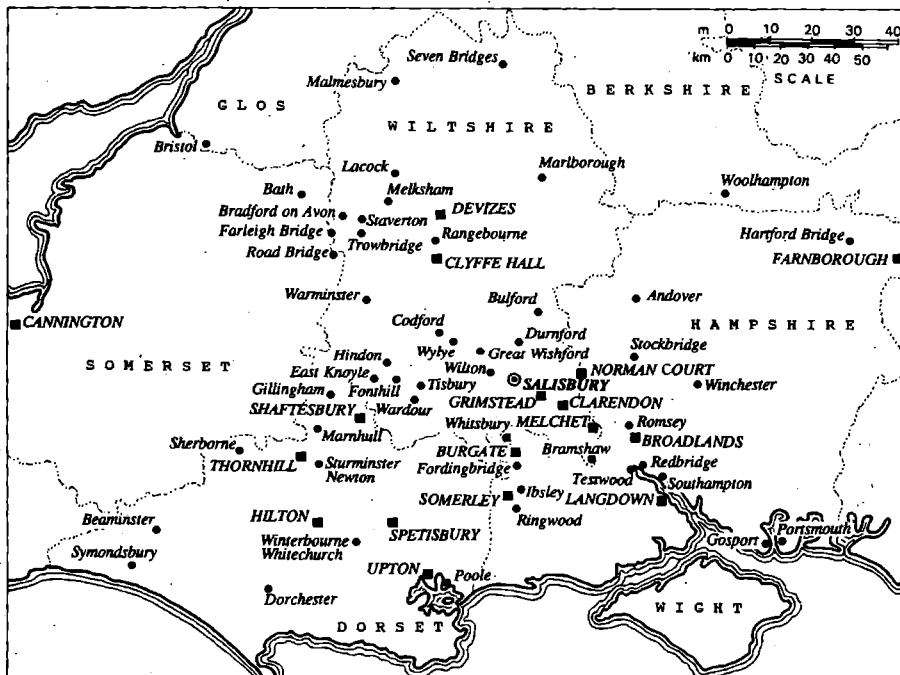 m 0 10 20 30 40
km 0 10 20 30 40 50
SCALE
Seven Bridges
Malmesbury
BERKSHIRE
GLOS
WILTSHIRE
Bristol
Marlborough
Lacock
Woolhampton
Bath
Melksham
Bradford on Avon
Staverton
DEVIZES
Farleigh Bridge
Trowbridge
Rangebourne
Hartford Bridge
Road Bridge
CLYFFE HALL
FARNBOROUGH
Warminster
Bulford
Andover
CANNINGTON
Codford
Durnford
HAMPSHIRE
Wylye
Great Wishford
Stockbridge
SOMERSET
Hindon
Wilton
NORMAN COURT
East Knoyle
Fonthill
Tisbury
SALISBURY
Winchester
Gillingham
Wardour
GRIMSTEAD
CLARENDON
SHAFTESBURY
Whitsbury
MELCHET
Romsey
Marnhull
BROADLANDS
Sherborne
BURGATE
Bramshaw
THORNHILL
Sturminster
Newton
Fordingbridge
Testwood
Redbridge
Southampton
SOMERLEY
Ibsley
LANGDOWN
Ringwood
Beaminster
HILTON
SPETISBURY
Gosport
Portsmouth
Symondsbury
Winterbourne
Whitechurch
UPTON
Poole
Dorchester
WIGHT
DORSET